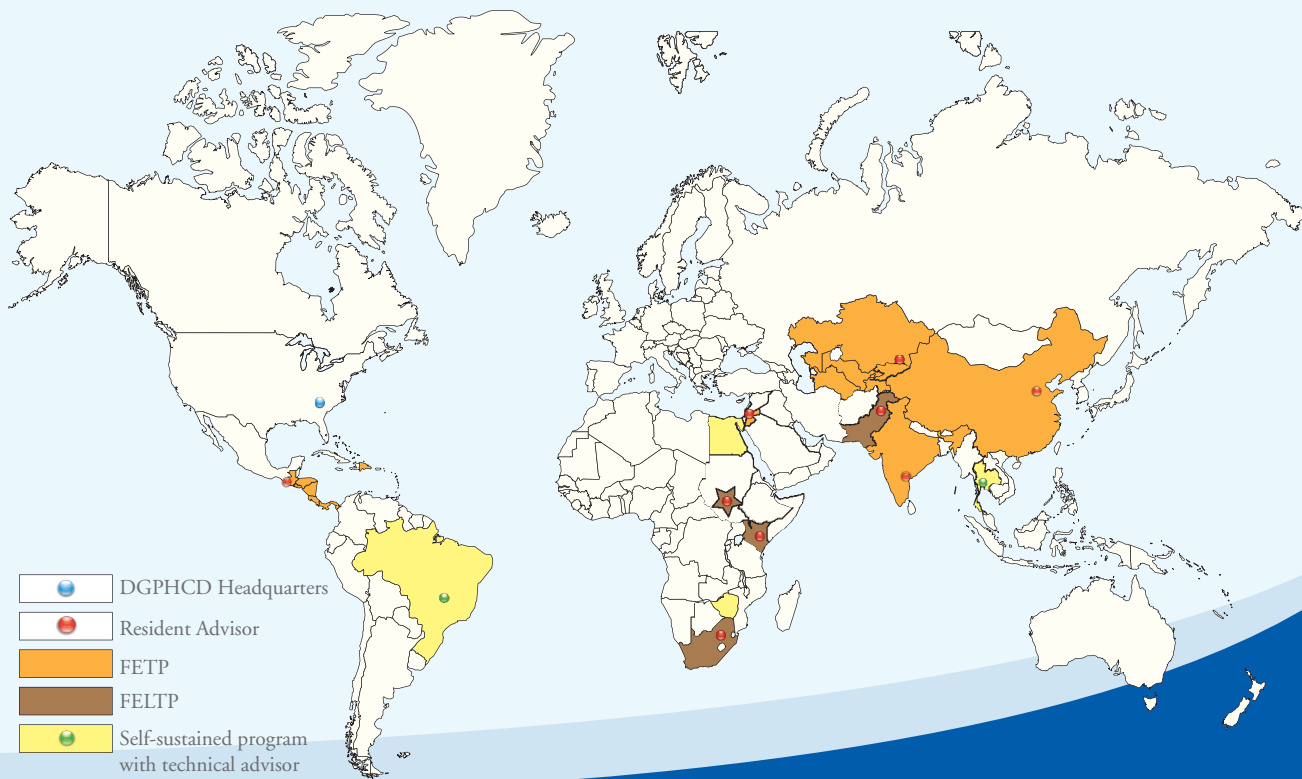 DGPHCD Headquarters
Resident Advisor
FETP
FELTP
Self-sustained program
with technical advisor